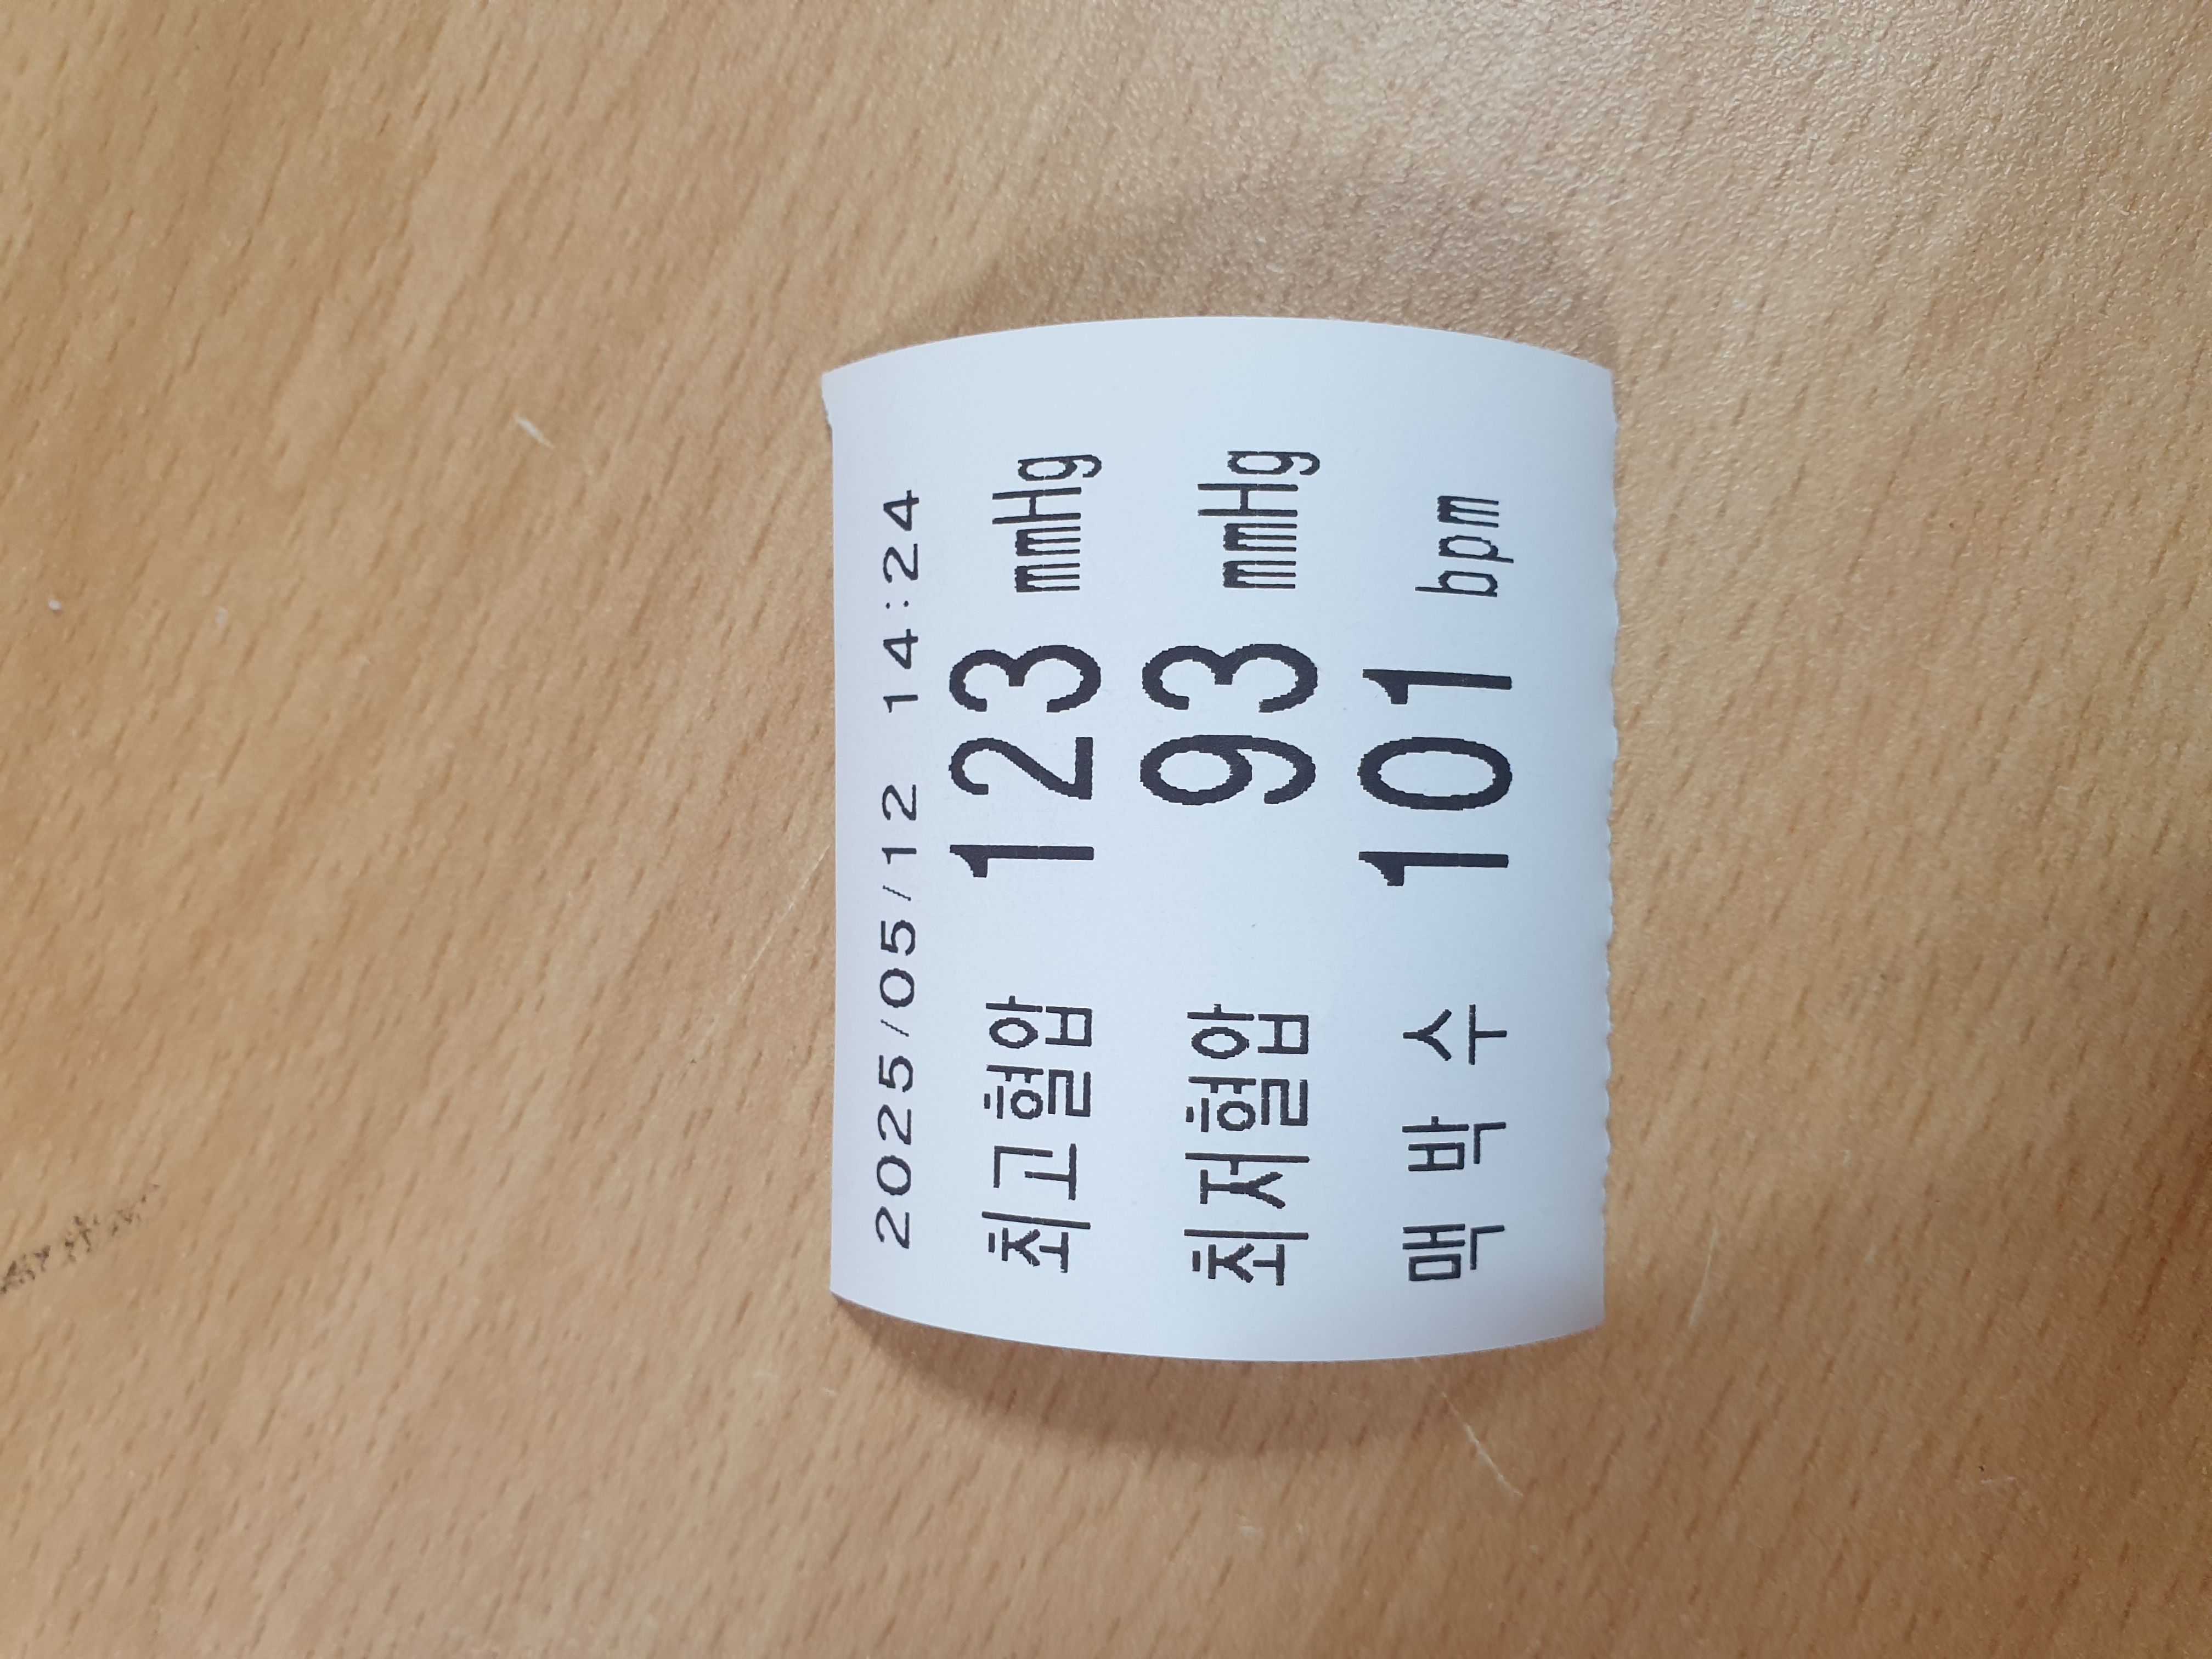 2025/05/12 14:24
최고혈압 123 mmHg
최저혈압 93 mmHg
맥 박 수 101 bpm